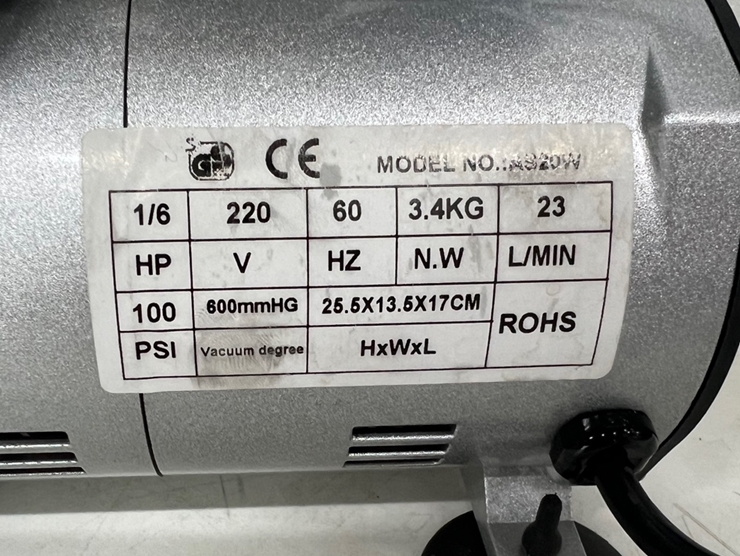 GS CE MODEL NO.:AS20W
1/6 220 60 3.4KG 23
HP V HZ N.W L/MIN
100 600mmHG 25.5X13.5X17CM ROHS
PSI Vacuum degree HxWxL